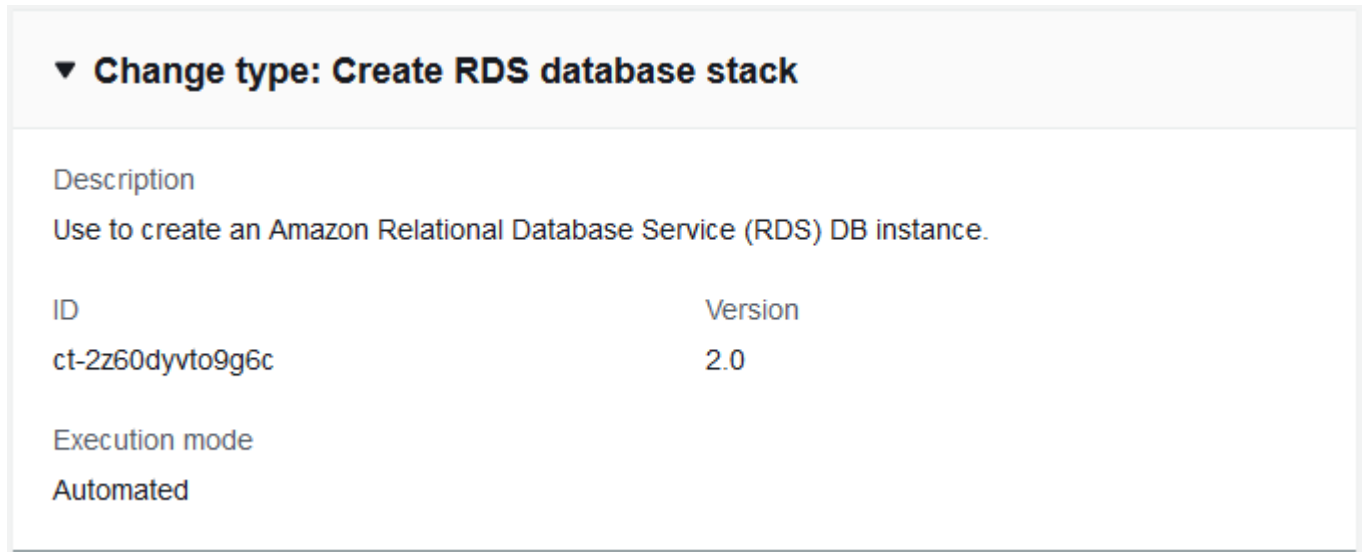 Change type: Create RDS database stack
Description
Use to create an Amazon Relational Database Service (RDS) DB instance.
ID
Version
ct-2z60dyvto9g6c
2.0
Execution mode
Automated